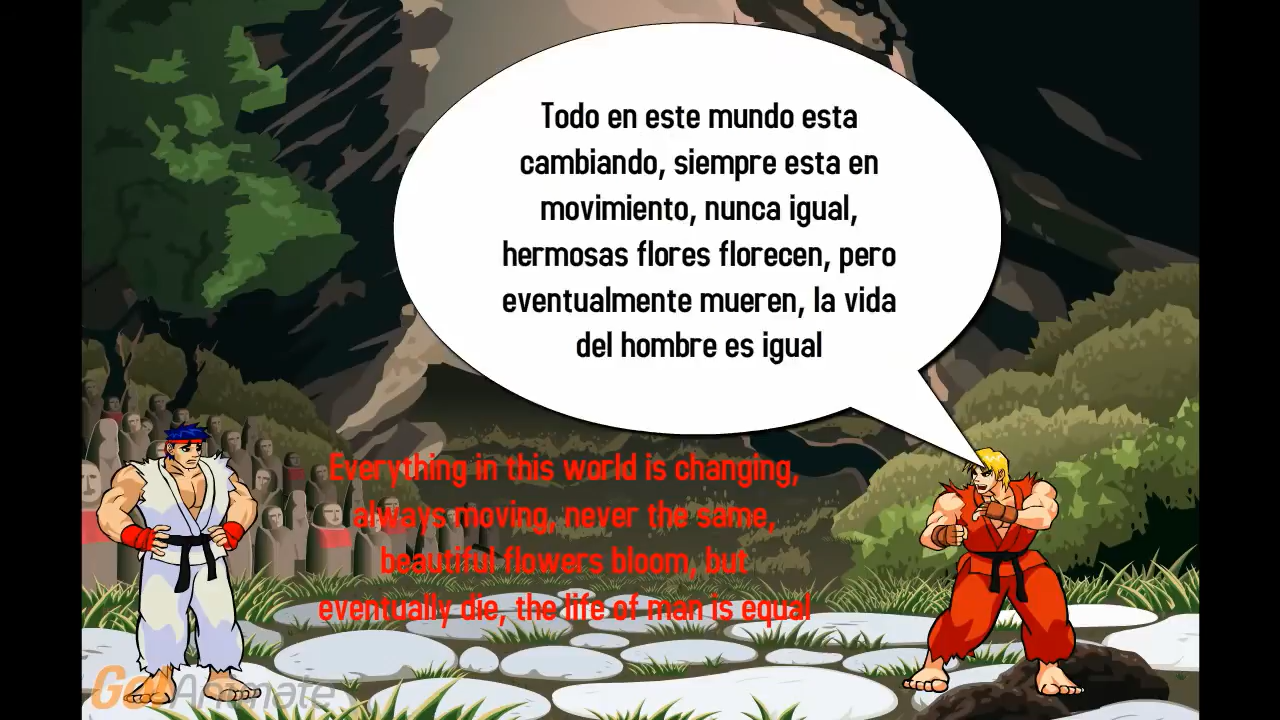 Todo en este mundo esta
cambiando, siempre esta en
movimiento, nunca igual,
hermosas flores florecen, pero
eventualmente mueren, la vida
del hombre es igual
Everything in this world is changing,
always moving, never the same,
beautiful flowers bloom, but
eventually die, the life of man is equal
Go!Animate